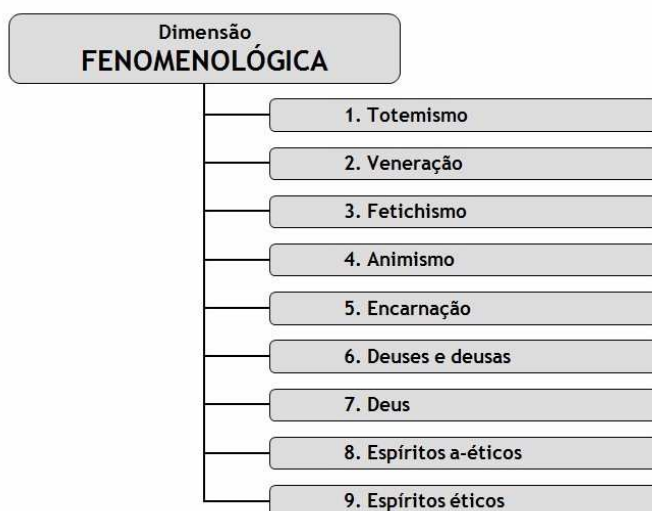 Dimensão
FENOMENOLÓGICA
1. Totemismo
2. Veneração
3. Fetichismo
4. Animismo
5. Encarnação
6. Deuses e deusas
7. Deus
8. Espíritos a-éticos
9. Espíritos éticos